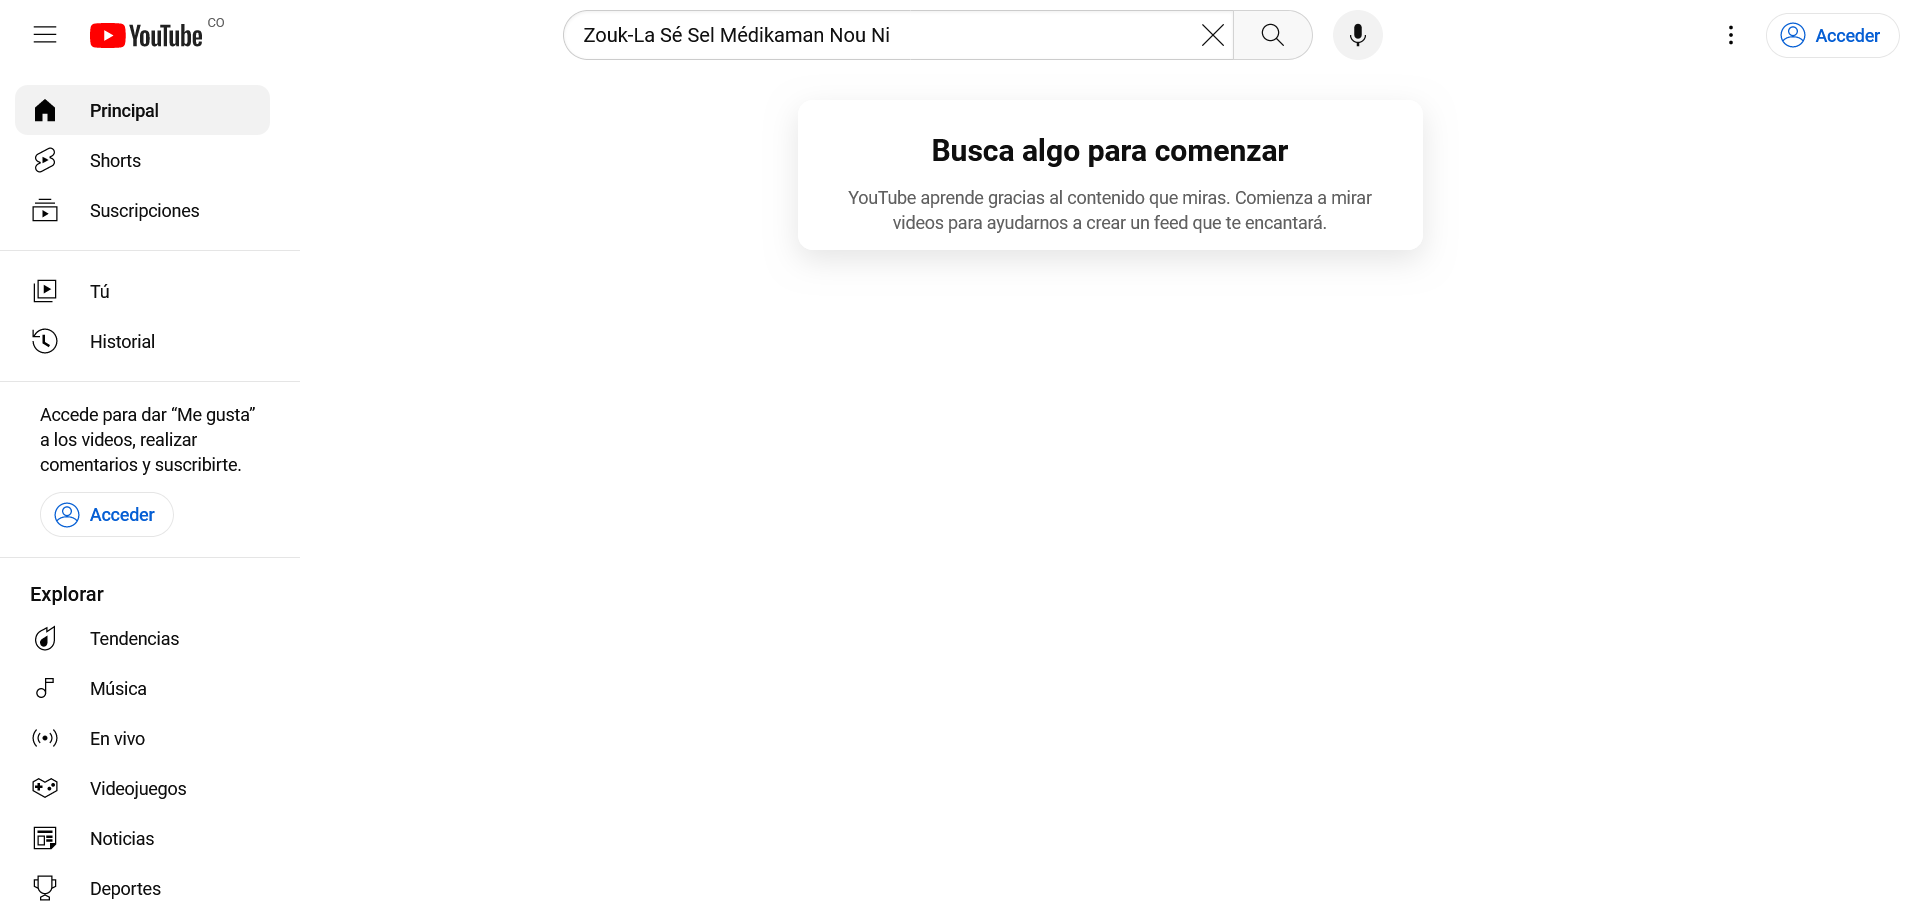 YouTube CO
Zouk-La Sé Sel Médikaman Nou Ni
Acceder
Principal
Shorts
Suscripciones
Tú
Historial
Accede para dar “Me gusta”
a los videos, realizar
comentarios y suscribirte.
Acceder
Explorar
Tendencias
Música
En vivo
Videojuegos
Noticias
Deportes
Busca algo para comenzar
YouTube aprende gracias al contenido que miras. Comienza a mirar
videos para ayudarnos a crear un feed que te encantará.